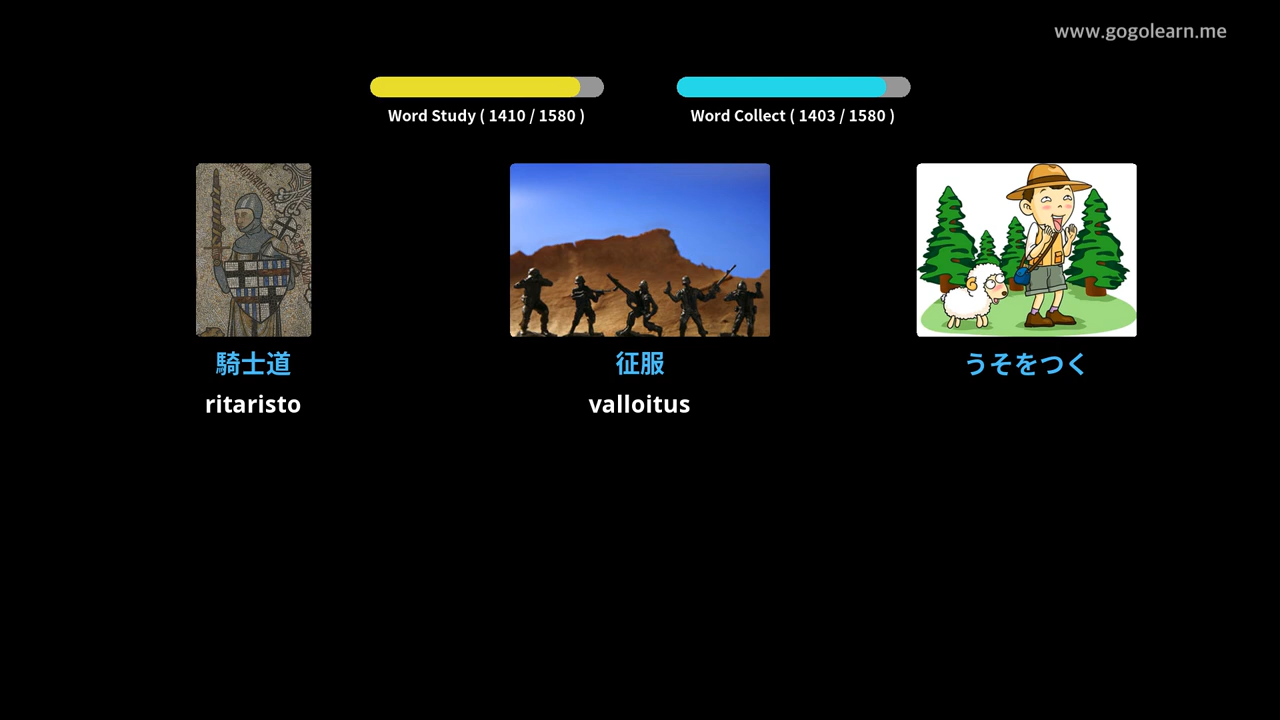 www.gogolearn.me
Word Study ( 1410 / 1580 )
Word Collect ( 1403 / 1580 )
騎士道
征服
うそをつく
ritaristo
valloitus